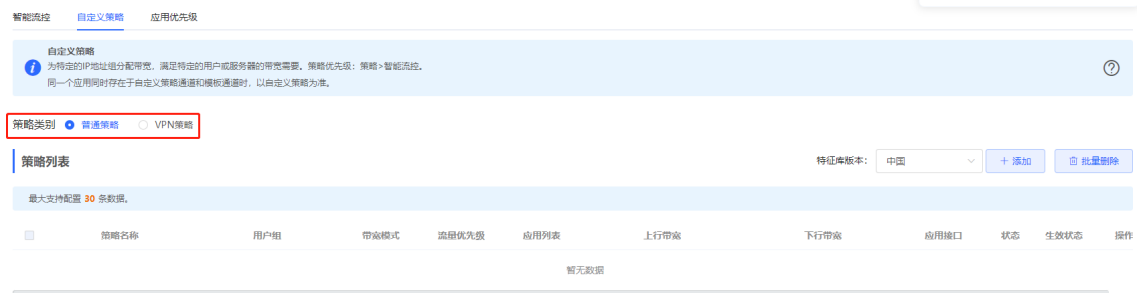 智能流控 自定义策略 应用优先级
自定义策略
为特定的IP地址组分配带宽，满足特定的用户或服务器的带宽需要。策略优先级：策略>智能流控。
同一个应用同时存在于自定义策略通道和模板通道时，以自定义策略为准。
策略类别 普通策略 VPN策略
策略列表 特征库版本： 中国 + 添加 批量删除
最大支持配置 30 条数据。
策略名称 用户组 带宽模式 流量优先级 应用列表 上行带宽 下行带宽 应用接口 状态 生效状态 操作
暂无数据